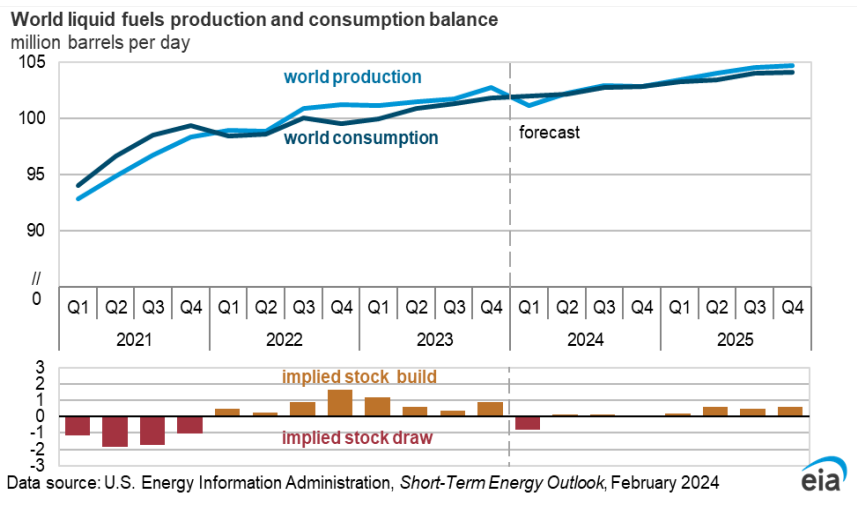 World liquid fuels production and consumption balance
million barrels per day
105
world production
100
world consumption
forecast
95
90
//
0
Q1 Q2 Q3 Q4 Q1 Q2 Q3 Q4 Q1 Q2 Q3 Q4 Q1 Q2 Q3 Q4 Q1 Q2 Q3 Q4
2021 2022 2023 2024 2025
3
implied stock build
2
1
0
-1
implied stock draw
-2
-3
Data source: U.S. Energy Information Administration, Short-Term Energy Outlook, February 2024
eia